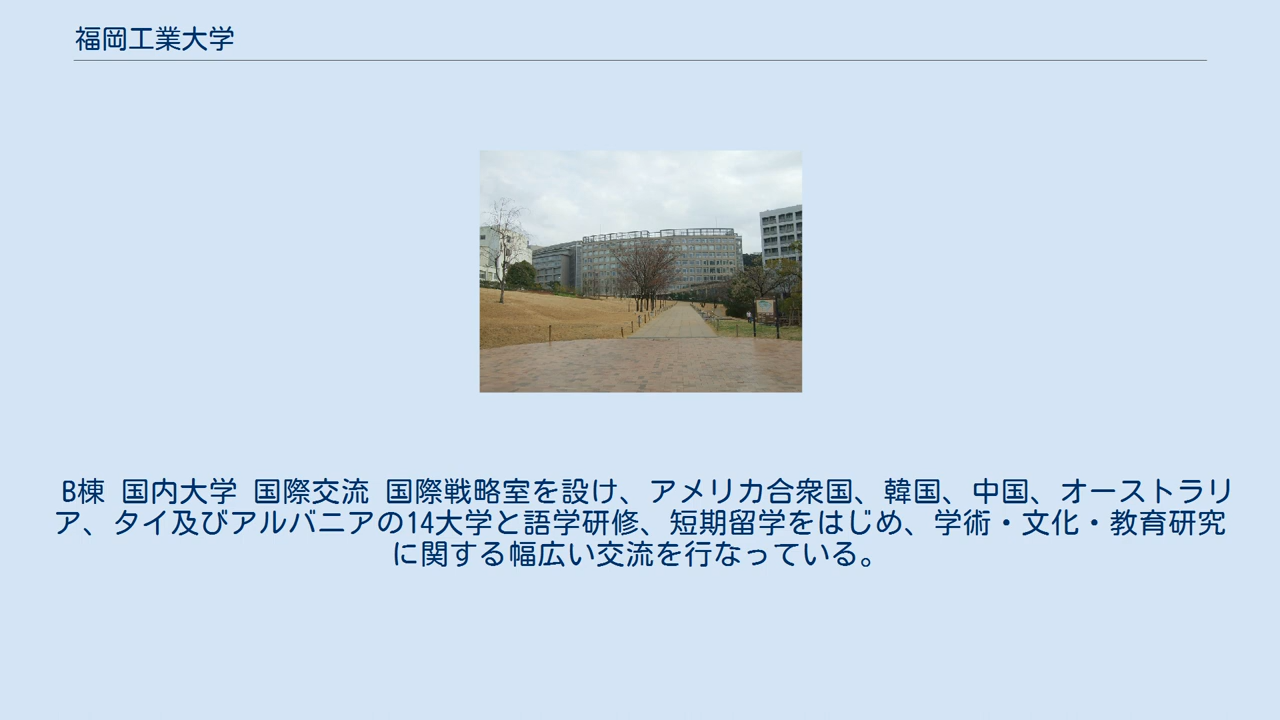 福岡工業大学
B棟 国内大学 国際交流 国際戦略室を設け、アメリカ合衆国、韓国、中国、オーストラリ
ア、タイ及びアルバニアの14大学と語学研修、短期留学をはじめ、学術・文化・教育研究
に関する幅広い交流を行なっている。